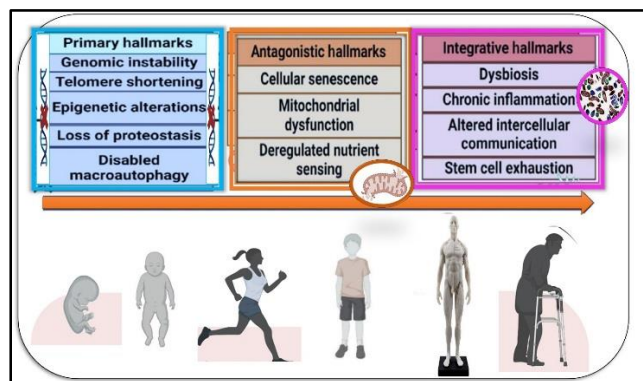 Primary hallmarks
Genomic instability
Telomere shortening
Epigenetic alterations
Loss of proteostasis
Disabled
macroautophagy
Antagonistic hallmarks
Cellular senescence
Mitochondrial
dysfunction
Deregulated nutrient
sensing
Integrative hallmarks
Dysbiosis
Chronic inflammation
Altered intercellular
communication
Stem cell exhaustion